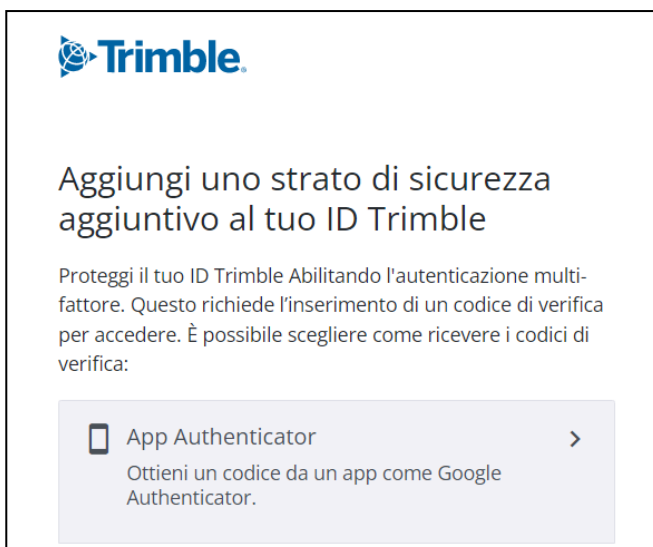 Trimble.
Aggiungi uno strato di sicurezza
aggiuntivo al tuo ID Trimble
Proteggi il tuo ID Trimble Abilitando l'autenticazione multi-
fattore. Questo richiede l’inserimento di un codice di verifica
per accedere. È possibile scegliere come ricevere i codici di
verifica:
App Authenticator
Ottieni un codice da un app come Google
Authenticator.